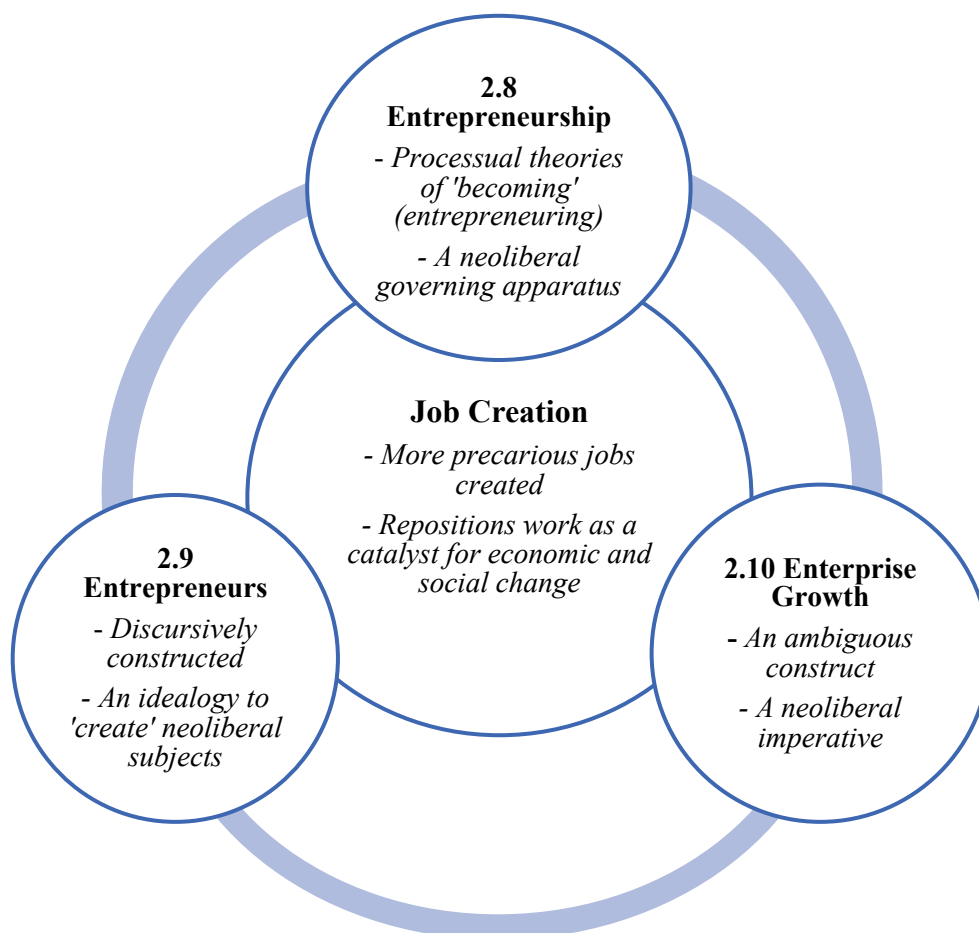 2.8
Entrepreneurship
- Processual theories
of 'becoming'
(entrepreneuring)
- A neoliberal
governing apparatus
Job Creation
- More precarious jobs
created
- Repositions work as a
catalyst for economic and
social change
2.9
Entrepreneurs
- Discursively
constructed
- An idealogy to
'create' neoliberal
subjects
2.10 Enterprise
Growth
- An ambiguous
construct
- A neoliberal
imperative